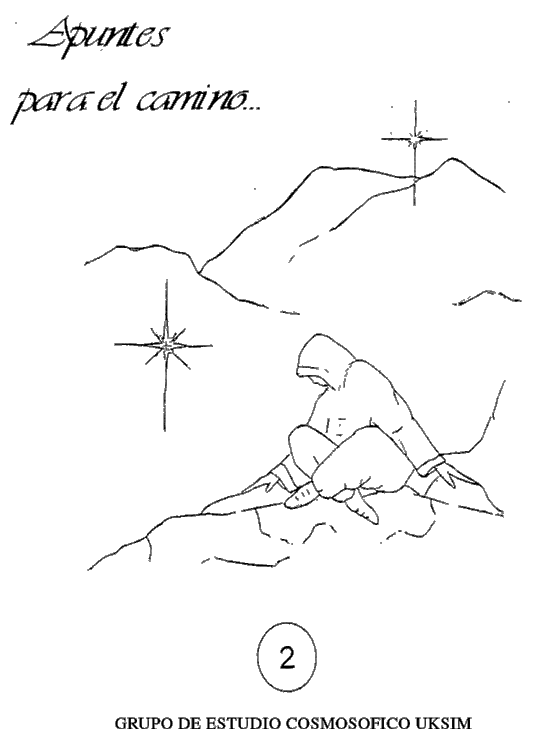 Apuntes
para el camino...
2
GRUPO DE ESTUDIO COSMOSOFICO UKSIM